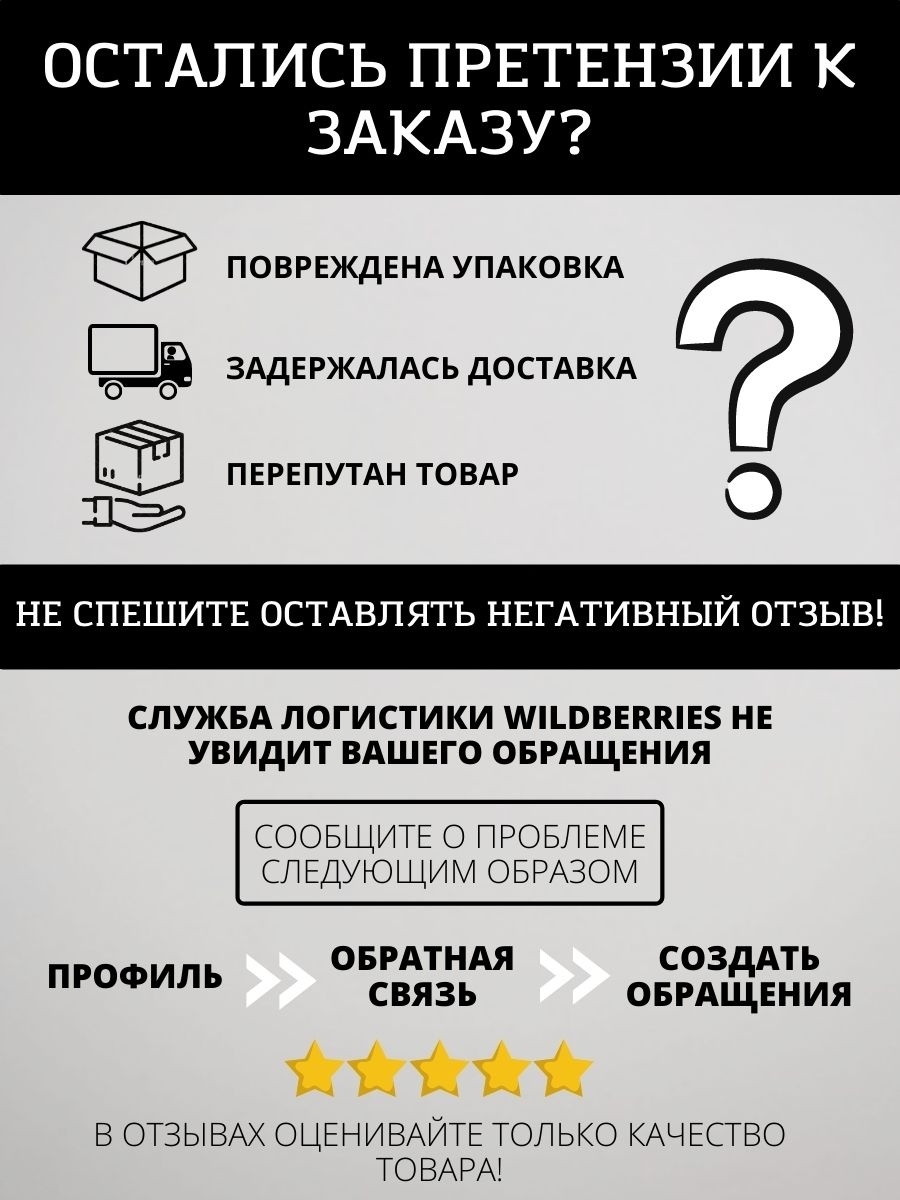 ОСТАЛИСЬ ПРЕТЕНЗИИ К
ЗАКАЗУ?
ПОВРЕЖДЕНА УПАКОВКА
ЗАДЕРЖАЛАСЬ ДОСТАВКА
ПЕРЕПУТАН ТОВАР
НЕ СПЕШИТЕ ОСТАВЛЯТЬ НЕГАТИВНЫЙ ОТЗЫВ!
СЛУЖБА ЛОГИСТИКИ WILDBERRIES НЕ
УВИДИТ ВАШЕГО ОБРАЩЕНИЯ
СООБЩИТЕ О ПРОБЛЕМЕ
СЛЕДУЮЩИМ ОБРАЗОМ
ПРОФИЛЬ
ОБРАТНАЯ
СВЯЗЬ
СОЗДАТЬ
ОБРАЩЕНИЯ
В ОТЗЫВАХ ОЦЕНИВАЙТЕ ТОЛЬКО КАЧЕСТВО
ТОВАРА!